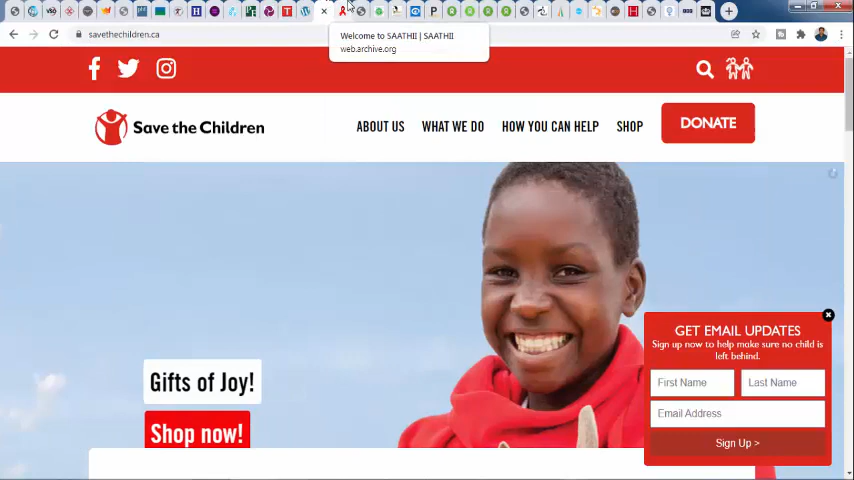 Welcome to SAATHII | SAATHII
web.archive.org
savethechildren.ca
Save the Children
ABOUT US WHAT WE DO HOW YOU CAN HELP SHOP DONATE
Gifts of Joy!
Shop now!
GET EMAIL UPDATES
Sign up now to help make sure no child is
left behind.
First Name Last Name
Email Address
Sign Up >